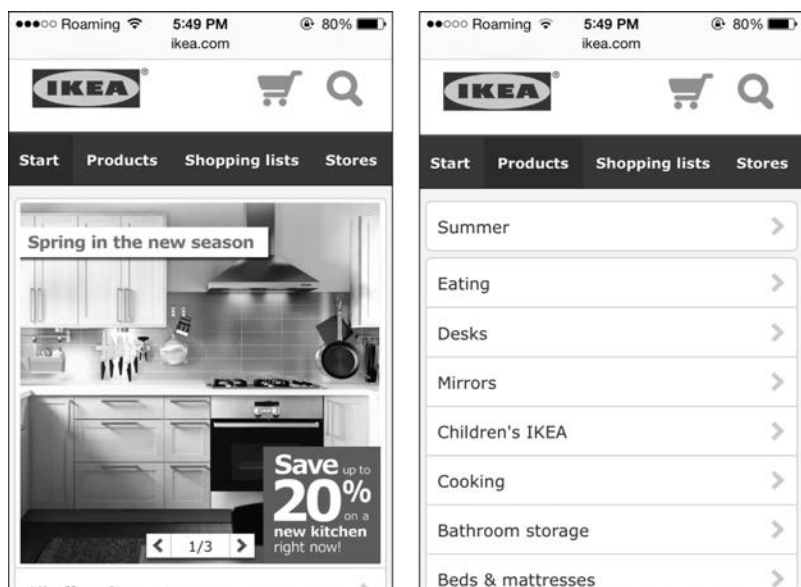 ●●●○○ Roaming 5:49 PM 80%
ikea.com
IKEA®
Start Products Shopping lists Stores
Spring in the new season
Save up to
20%
on a
new kitchen
right now!
1/3
●●○○○ Roaming 5:49 PM 80%
ikea.com
IKEA®
Start Products Shopping lists Stores
Summer
Eating
Desks
Mirrors
Children's IKEA
Cooking
Bathroom storage
Beds & mattresses